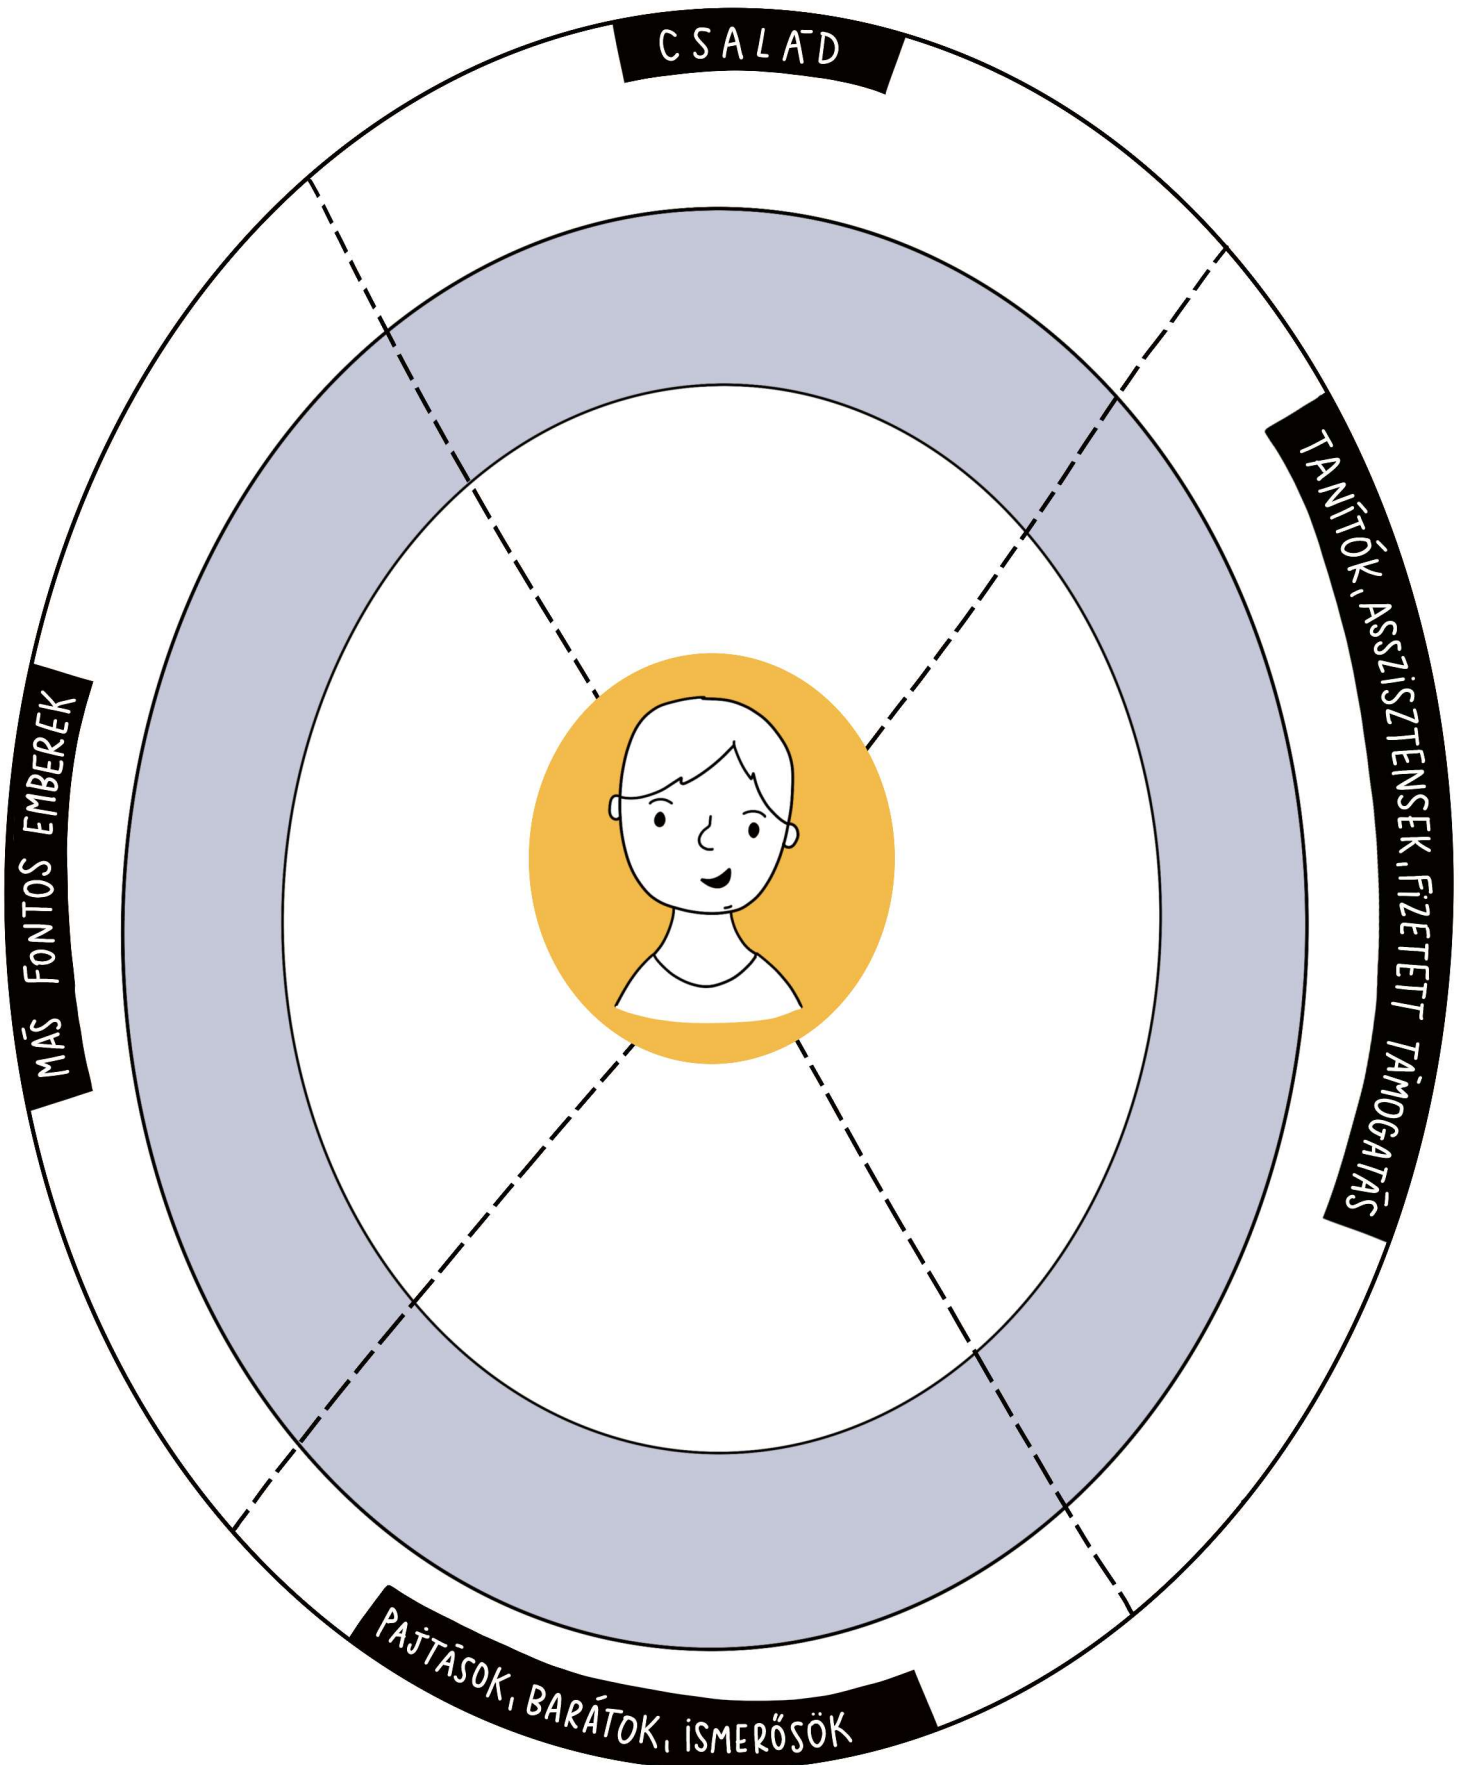 CSALÁD
TANÍTÓK, ASSZISZTENSEK, FIZETETT TÁMOGATÁS
MÁS FONTOS EMBEREK
PAJTÁSOK, BARÁTOK, ISMERŐSÖK